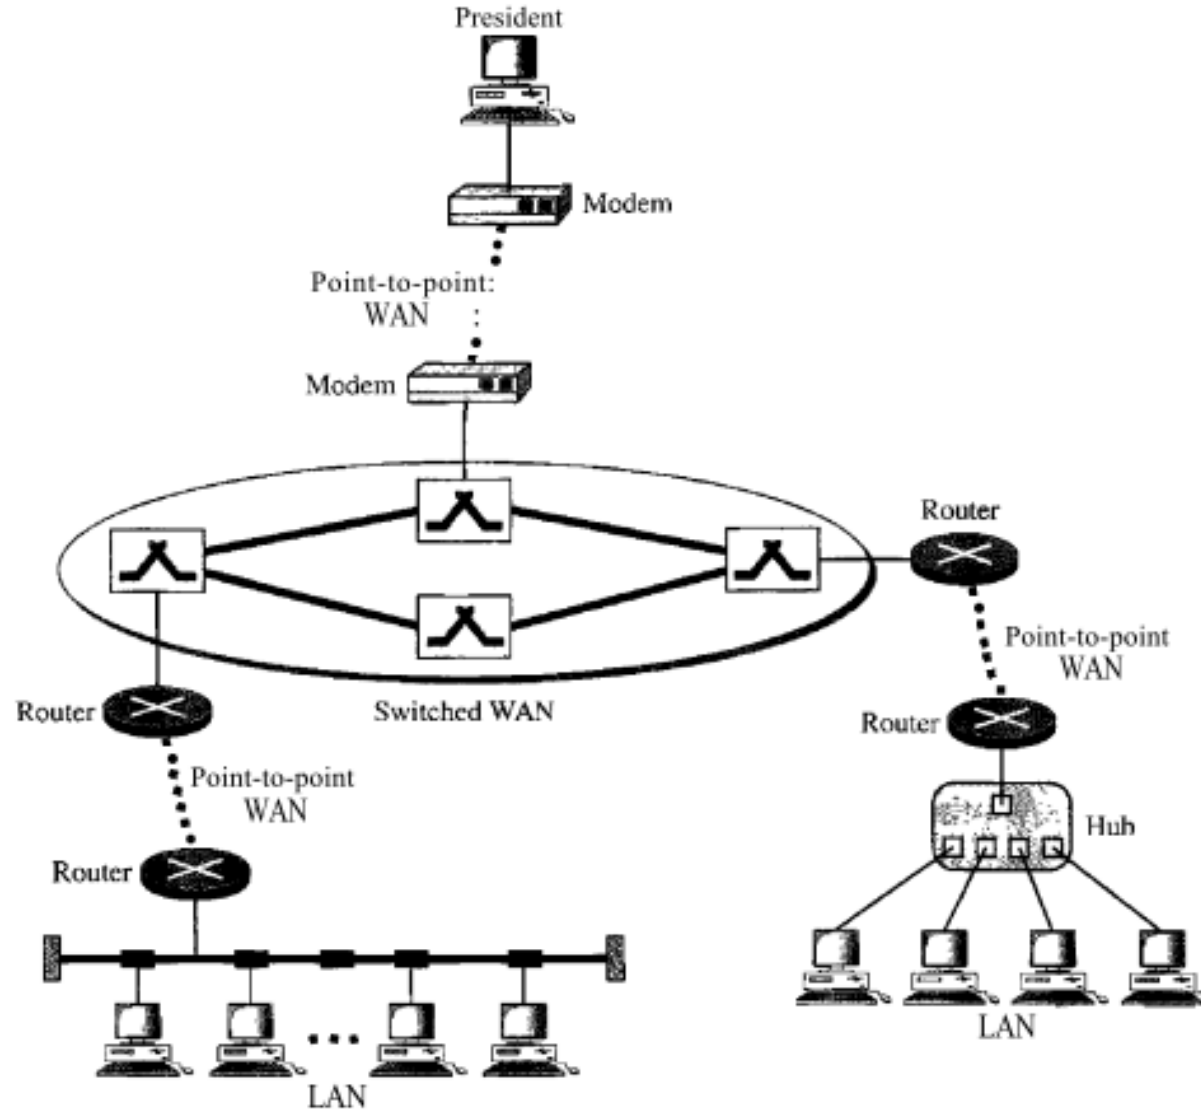 President
Modem
Point-to-point:
WAN
Modem
Router
Point-to-point
WAN
Switched WAN
Router
Router
Point-to-point
WAN
Hub
Router
LAN
LAN